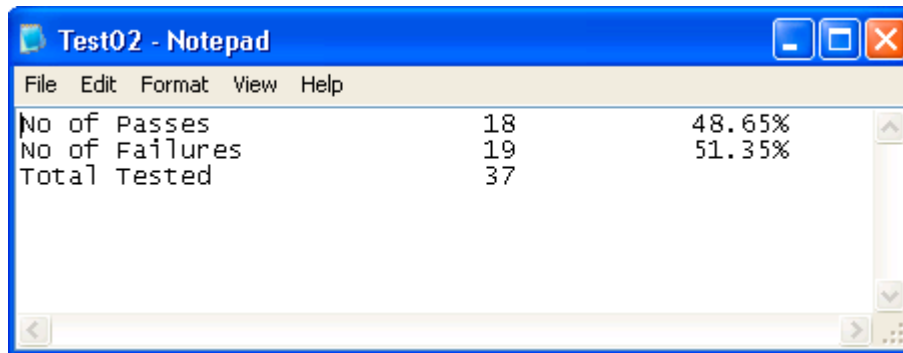 Test02 - Notepad
File Edit Format View Help
No of Passes 18 48.65%
No of Failures 19 51.35%
Total Tested 37